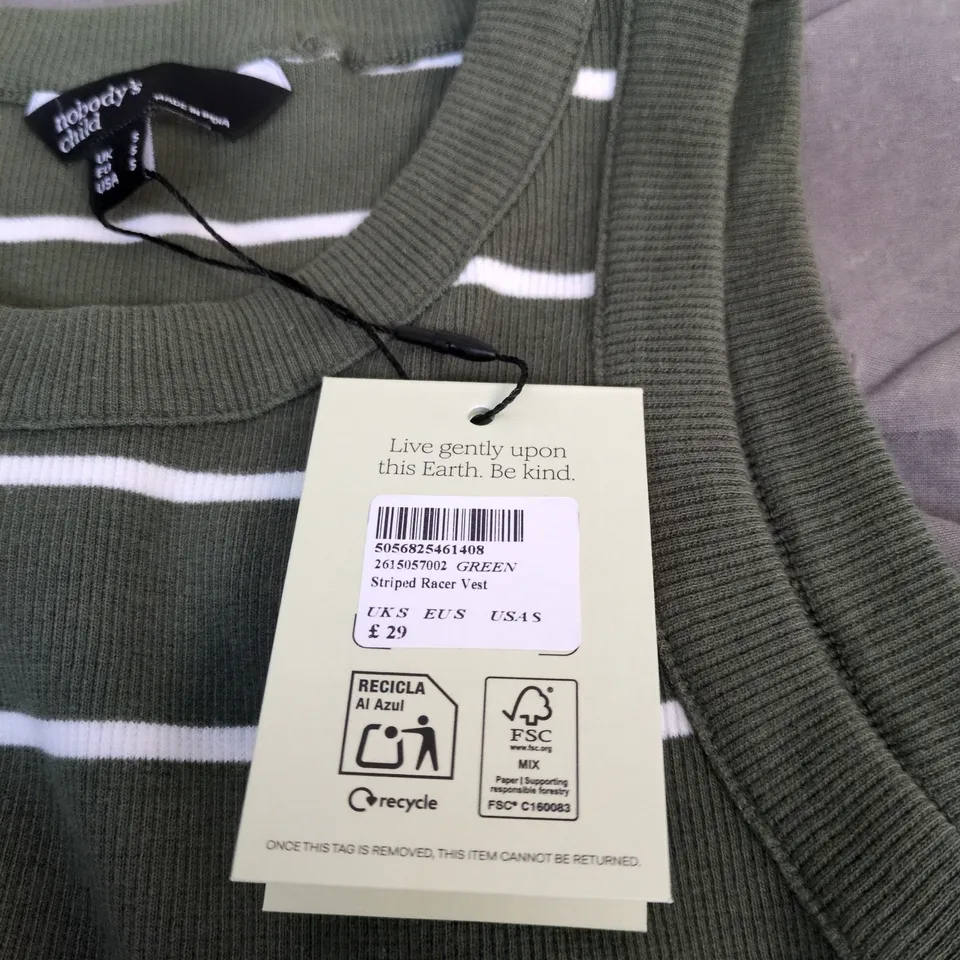 nobody's
child
MADE IN INDIA
UK S
EU S
USA S
Live gently upon
this Earth. Be kind.
5056825461408
2615057002 GREEN
Striped Racer Vest
UK S EU S USA S
£ 29
RECICLA
Al Azul
recycle
FSC
www.fsc.org
MIX
Paper | Supporting
responsible forestry
FSC® C160083
ONCE THIS TAG IS REMOVED, THIS ITEM CANNOT BE RETURNED.